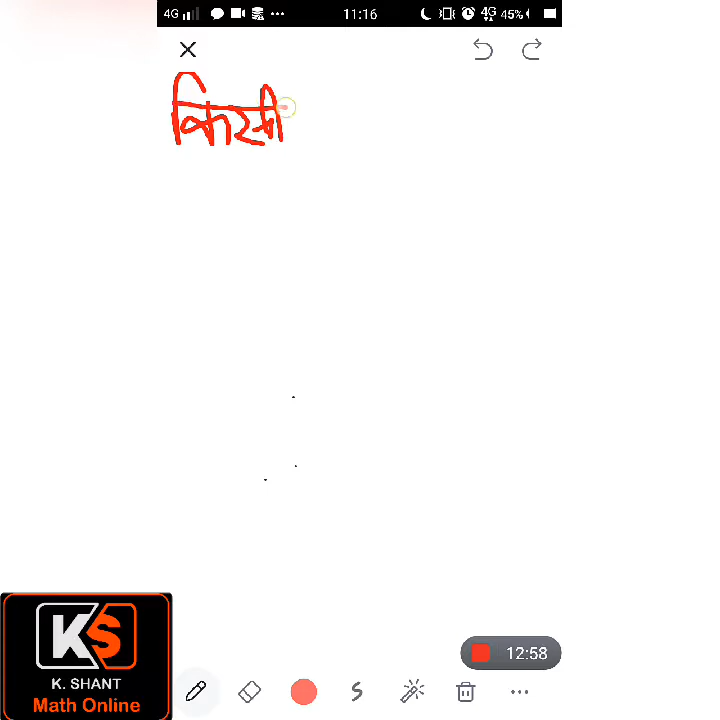 4G 11:16 4G 45%
किसी
12:58
KS
K. SHANT
Math Online